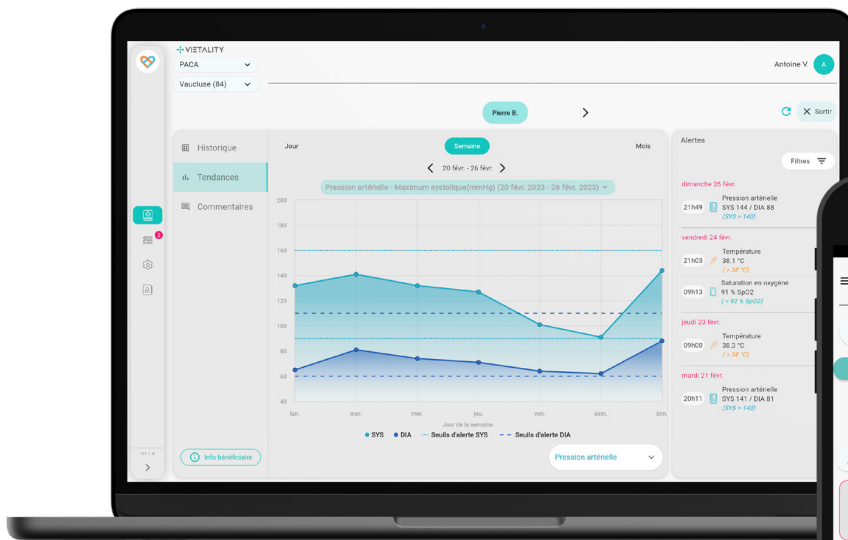 VIETALITY
PACA
Vaucluse (84)
Antoine V.
A
Pierre B.
Sortir
Historique
Tendances
Commentaires
Jour
Semaine
Mois
20 févr. - 26 févr.
Pression artérielle - Maximum systolique(mmHg) (20 févr. 2023 - 26 févr. 2023)
200
180
160
140
120
100
80
60
40
lun.
mar.
mer.
jeu.
ven.
sam.
dim.
Jour de la semaine
SYS
DIA
Seuils d'alerte SYS
Seuils d'alerte DIA
Info bénéficiaire
Pression artérielle
2
Alertes
Filtres
dimanche 26 févr.
Pression artérielle
21h49
SYS 144 / DIA 88
(SYS > 140)
vendredi 24 févr.
Température
21h03
38.1 °C
( > 38 °C)
Saturation en oxygène
09h13
91 % SpO2
( < 92 % SpO2)
jeudi 23 févr.
Température
09h00
38.3 °C
( > 38 °C)
mardi 21 févr.
Pression artérielle
20h11
SYS 141 / DIA 81
(SYS > 140)